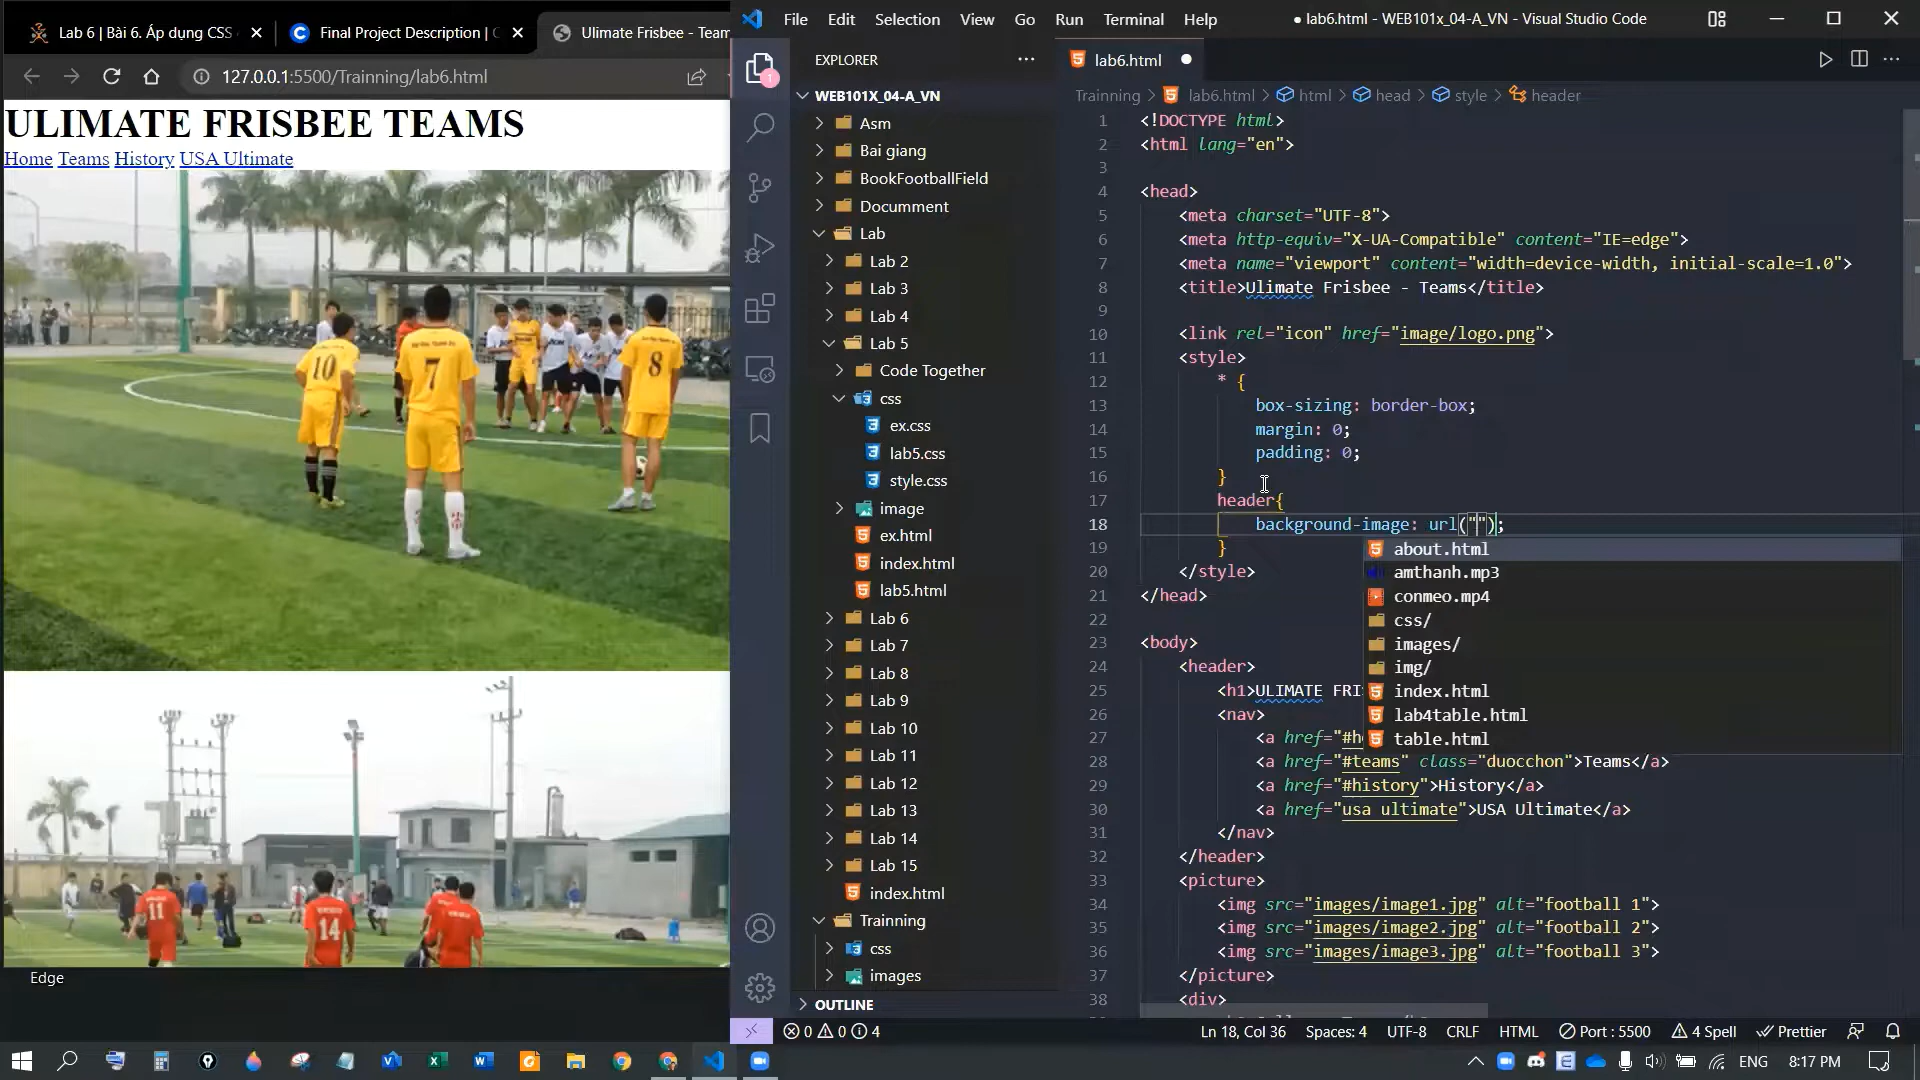 Lab 6 | Bài 6. Áp dụng CSS
Final Project Description | C
Ulimate Frisbee - Team
127.0.0.1:5500/Trainning/lab6.html
ULIMATE FRISBEE TEAMS
Home Teams History USA Ultimate
10
7
8
11
14
Edge
File Edit Selection View Go Run Terminal Help
● lab6.html - WEB101x_04-A_VN - Visual Studio Code
EXPLORER
WEB101X_04-A_VN
Asm
Bai giang
BookFootballField
Documment
Lab
Lab 2
Lab 3
Lab 4
Lab 5
Code Together
css
ex.css
lab5.css
style.css
image
ex.html
index.html
lab5.html
Lab 6
Lab 7
Lab 8
Lab 9
Lab 10
Lab 11
Lab 12
Lab 13
Lab 14
Lab 15
index.html
Trainning
css
images
OUTLINE
1
lab6.html
Trainning > lab6.html > html > head > style > header
1 <!DOCTYPE html>
2 <html lang="en">
3
4 <head>
5 <meta charset="UTF-8">
6 <meta http-equiv="X-UA-Compatible" content="IE=edge">
7 <meta name="viewport" content="width=device-width, initial-scale=1.0">
8 <title>Ulimate Frisbee - Teams</title>
9
10 <link rel="icon" href="image/logo.png">
11 <style>
12 * {
13 box-sizing: border-box;
14 margin: 0;
15 padding: 0;
16 }
17 header{
18 background-image: url("");
19 }
20 </style>
21 </head>
22
23 <body>
24 <header>
25 <h1>ULIMATE FRI
26 <nav>
27 <a href="#h
28 <a href="#teams" class="duocchon">Teams</a>
29 <a href="#history">History</a>
30 <a href="usa ultimate">USA Ultimate</a>
31 </nav>
32 </header>
33 <picture>
34 <img src="images/image1.jpg" alt="football 1">
35 <img src="images/image2.jpg" alt="football 2">
36 <img src="images/image3.jpg" alt="football 3">
37 </picture>
38 <div>
about.html
amthanh.mp3
conmeo.mp4
css/
images/
img/
index.html
lab4table.html
table.html
0 0 4
Ln 18, Col 36 Spaces: 4 UTF-8 CRLF HTML Port : 5500 4 Spell Prettier
ENG 8:17 PM